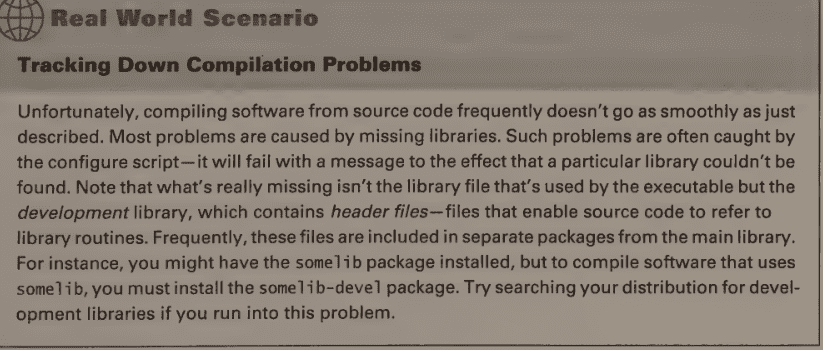 Real World Scenario
Tracking Down Compilation Problems
Unfortunately, compiling software from source code frequently doesn't go as smoothly as just
described. Most problems are caused by missing libraries. Such problems are often caught by
the configure script—it will fail with a message to the effect that a particular library couldn't be
found. Note that what's really missing isn't the library file that's used by the executable but the
development library, which contains header files—files that enable source code to refer to
library routines. Frequently, these files are included in separate packages from the main library.
For instance, you might have the somelib package installed, but to compile software that uses
somelib, you must install the somelib-devel package. Try searching your distribution for devel-
opment libraries if you run into this problem.